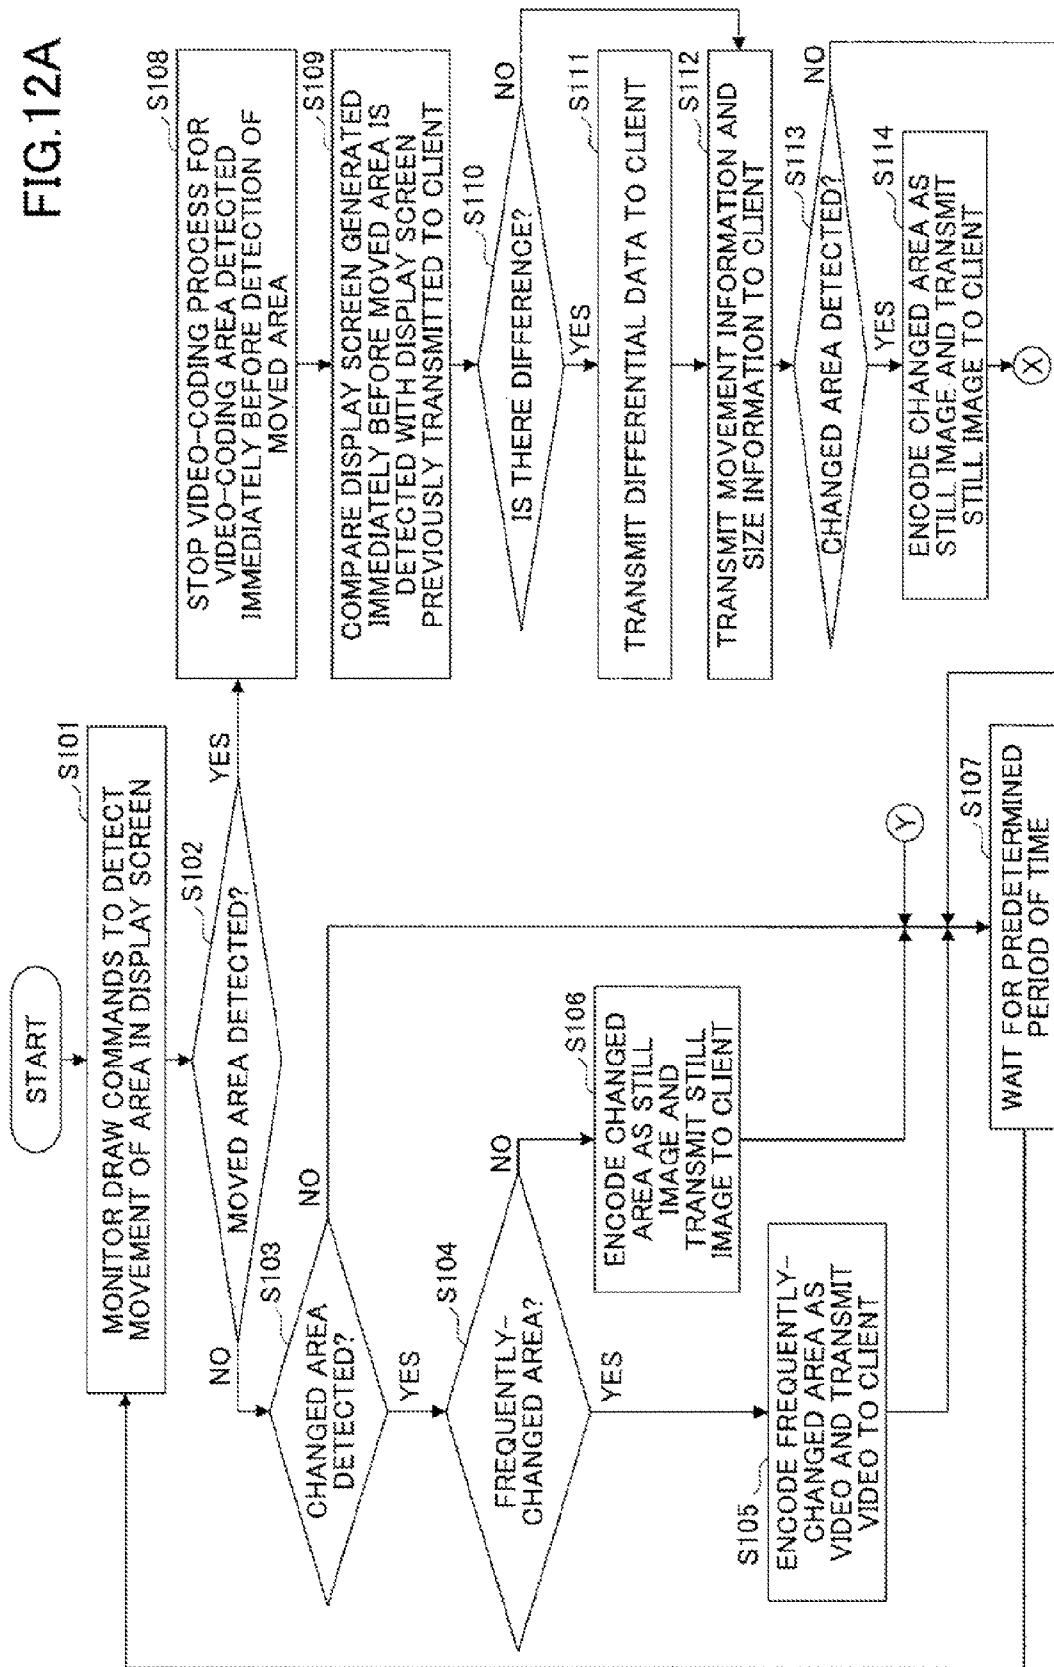 FIG.12A
START
S101
MONITOR DRAW COMMANDS TO DETECT
MOVEMENT OF AREA IN DISPLAY SCREEN
S102
MOVED AREA DETECTED?
YES
NO
S103
CHANGED AREA
DETECTED?
NO
YES
S104
FREQUENTLY-
CHANGED AREA?
NO
YES
S105
ENCODE FREQUENTLY-
CHANGED AREA AS
VIDEO AND TRANSMIT
VIDEO TO CLIENT
S106
ENCODE CHANGED
AREA AS STILL
IMAGE AND
TRANSMIT STILL
IMAGE TO CLIENT
Y
S107
WAIT FOR PREDETERMINED
PERIOD OF TIME
S108
STOP VIDEO-CODING PROCESS FOR
VIDEO-CODING AREA DETECTED
IMMEDIATELY BEFORE DETECTION OF
MOVED AREA
S109
COMPARE DISPLAY SCREEN GENERATED
IMMEDIATELY BEFORE MOVED AREA IS
DETECTED WITH DISPLAY SCREEN
PREVIOUSLY TRANSMITTED TO CLIENT
S110
IS THERE DIFFERENCE?
NO
YES
S111
TRANSMIT DIFFERENTIAL DATA TO CLIENT
S112
TRANSMIT MOVEMENT INFORMATION AND
SIZE INFORMATION TO CLIENT
S113
CHANGED AREA DETECTED?
NO
YES
S114
ENCODE CHANGED AREA AS
STILL IMAGE AND TRANSMIT
STILL IMAGE TO CLIENT
X